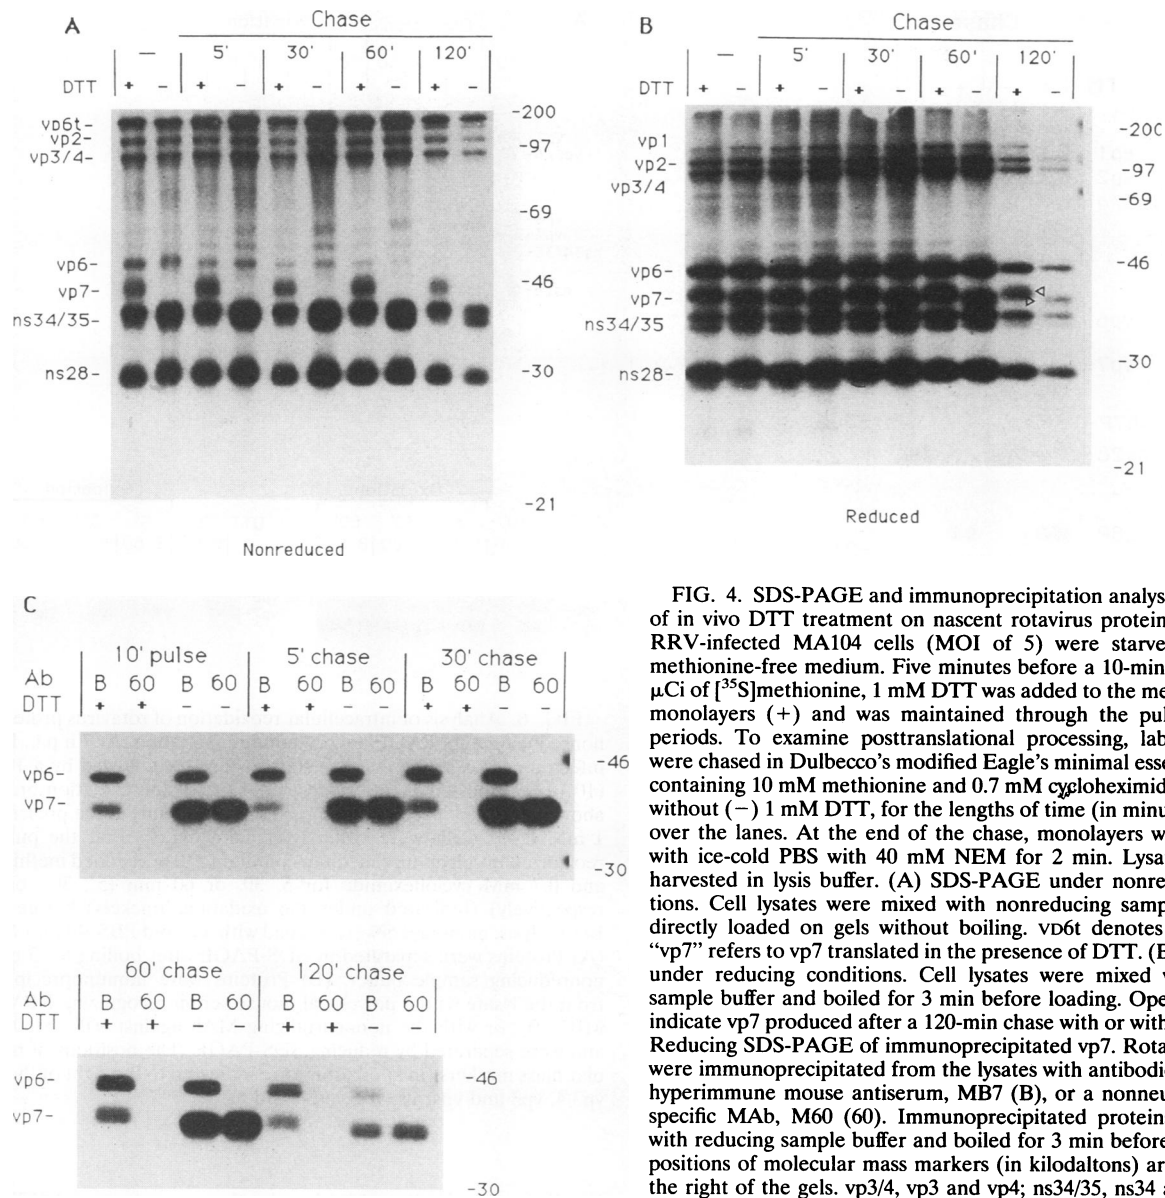 A
Chase
— 5' 30' 60' 120'
DTT + − + − + − + − + −
vp6t-
vp2-
vp3/4-
vp6-
vp7-
ns34/35-
ns28-
-200
-97
-69
-46
-30
-21
Nonreduced
B
Chase
— 5' 30' 60' 120'
DTT + − + − + − + − + −
vp1
vp2-
vp3/4
vp6-
vp7-
ns34/35
ns28-
-200
-97
-69
-46
-30
-21
Reduced
C
10' pulse 5' chase 30' chase
Ab B 60 B 60 B 60 B 60 B 60 B 60
DTT + + − − + + − − + + − −
vp6-
vp7-
-46
-30
60' chase 120' chase
Ab B 60 B 60 B 60 B 60
DTT + + − − + + − −
vp6-
vp7-
-46
-30
FIG. 4. SDS-PAGE and immunoprecipitation analys
of in vivo DTT treatment on nascent rotavirus protein
RRV-infected MA104 cells (MOI of 5) were starve
methionine-free medium. Five minutes before a 10-min
μCi of [³⁵S]methionine, 1 mM DTT was added to the me
monolayers (+) and was maintained through the pul
periods. To examine posttranslational processing, lab
were chased in Dulbecco's modified Eagle's minimal esse
containing 10 mM methionine and 0.7 mM cycloheximid
without (−) 1 mM DTT, for the lengths of time (in minu
over the lanes. At the end of the chase, monolayers w
with ice-cold PBS with 40 mM NEM for 2 min. Lysa
harvested in lysis buffer. (A) SDS-PAGE under nonre
tions. Cell lysates were mixed with nonreducing samp
directly loaded on gels without boiling. vp6t denotes
"vp7" refers to vp7 translated in the presence of DTT. (E
under reducing conditions. Cell lysates were mixed v
sample buffer and boiled for 3 min before loading. Ope
indicate vp7 produced after a 120-min chase with or with
Reducing SDS-PAGE of immunoprecipitated vp7. Rota
were immunoprecipitated from the lysates with antibodi
hyperimmune mouse antiserum, MB7 (B), or a nonneu
specific MAb, M60 (60). Immunoprecipitated protein
with reducing sample buffer and boiled for 3 min before
positions of molecular mass markers (in kilodaltons) ar
the right of the gels. vp3/4, vp3 and vp4; ns34/35, ns34